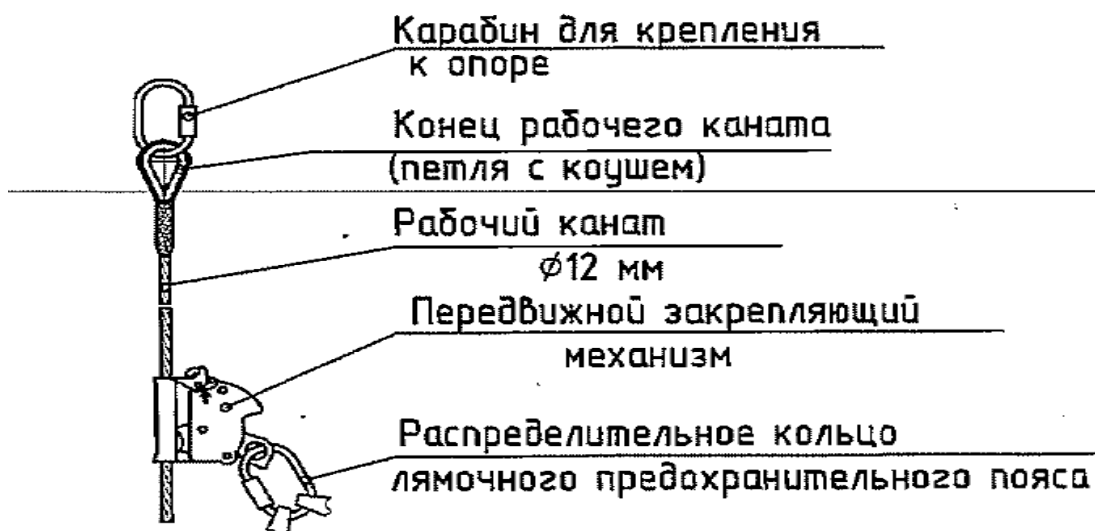 Карабин для крепления
к опоре
Конец рабочего каната
(петля с коушем)
Рабочий канат
∅12 мм
Передвижной закрепляющий
механизм
Распределительное кольцо
лямочного предохранительного пояса